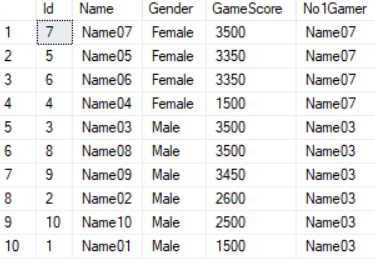 Id Name Gender GameScore No1Gamer
1 7 Name07 Female 3500 Name07
2 5 Name05 Female 3350 Name07
3 6 Name06 Female 3350 Name07
4 4 Name04 Female 1500 Name07
5 3 Name03 Male 3500 Name03
6 8 Name08 Male 3500 Name03
7 9 Name09 Male 3450 Name03
8 2 Name02 Male 2600 Name03
9 10 Name10 Male 2500 Name03
10 1 Name01 Male 1500 Name03